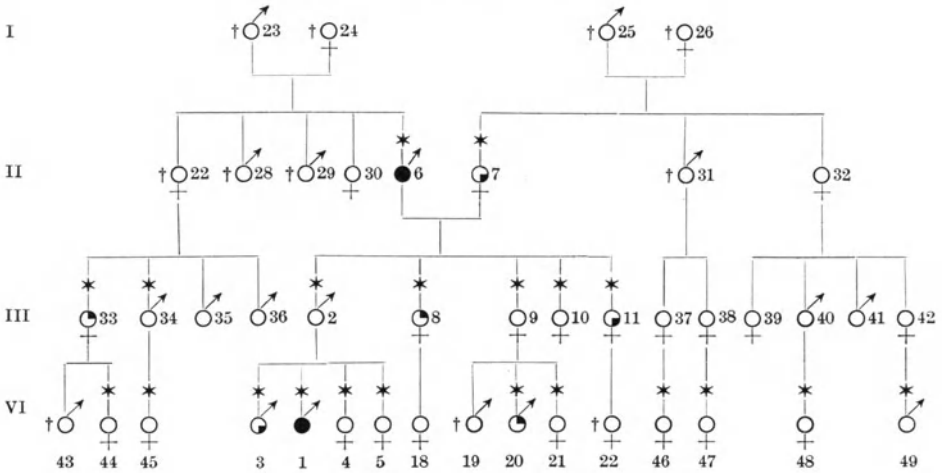 I †23 †24 †25 †26
II †22 †28 †29 30 6 7 †31 32
III 33 34 35 36 2 8 9 10 11 37 38 39 40 41 42
VI † † †
43 44 45 3 1 4 5 18 19 20 21 22 46 47 48 49